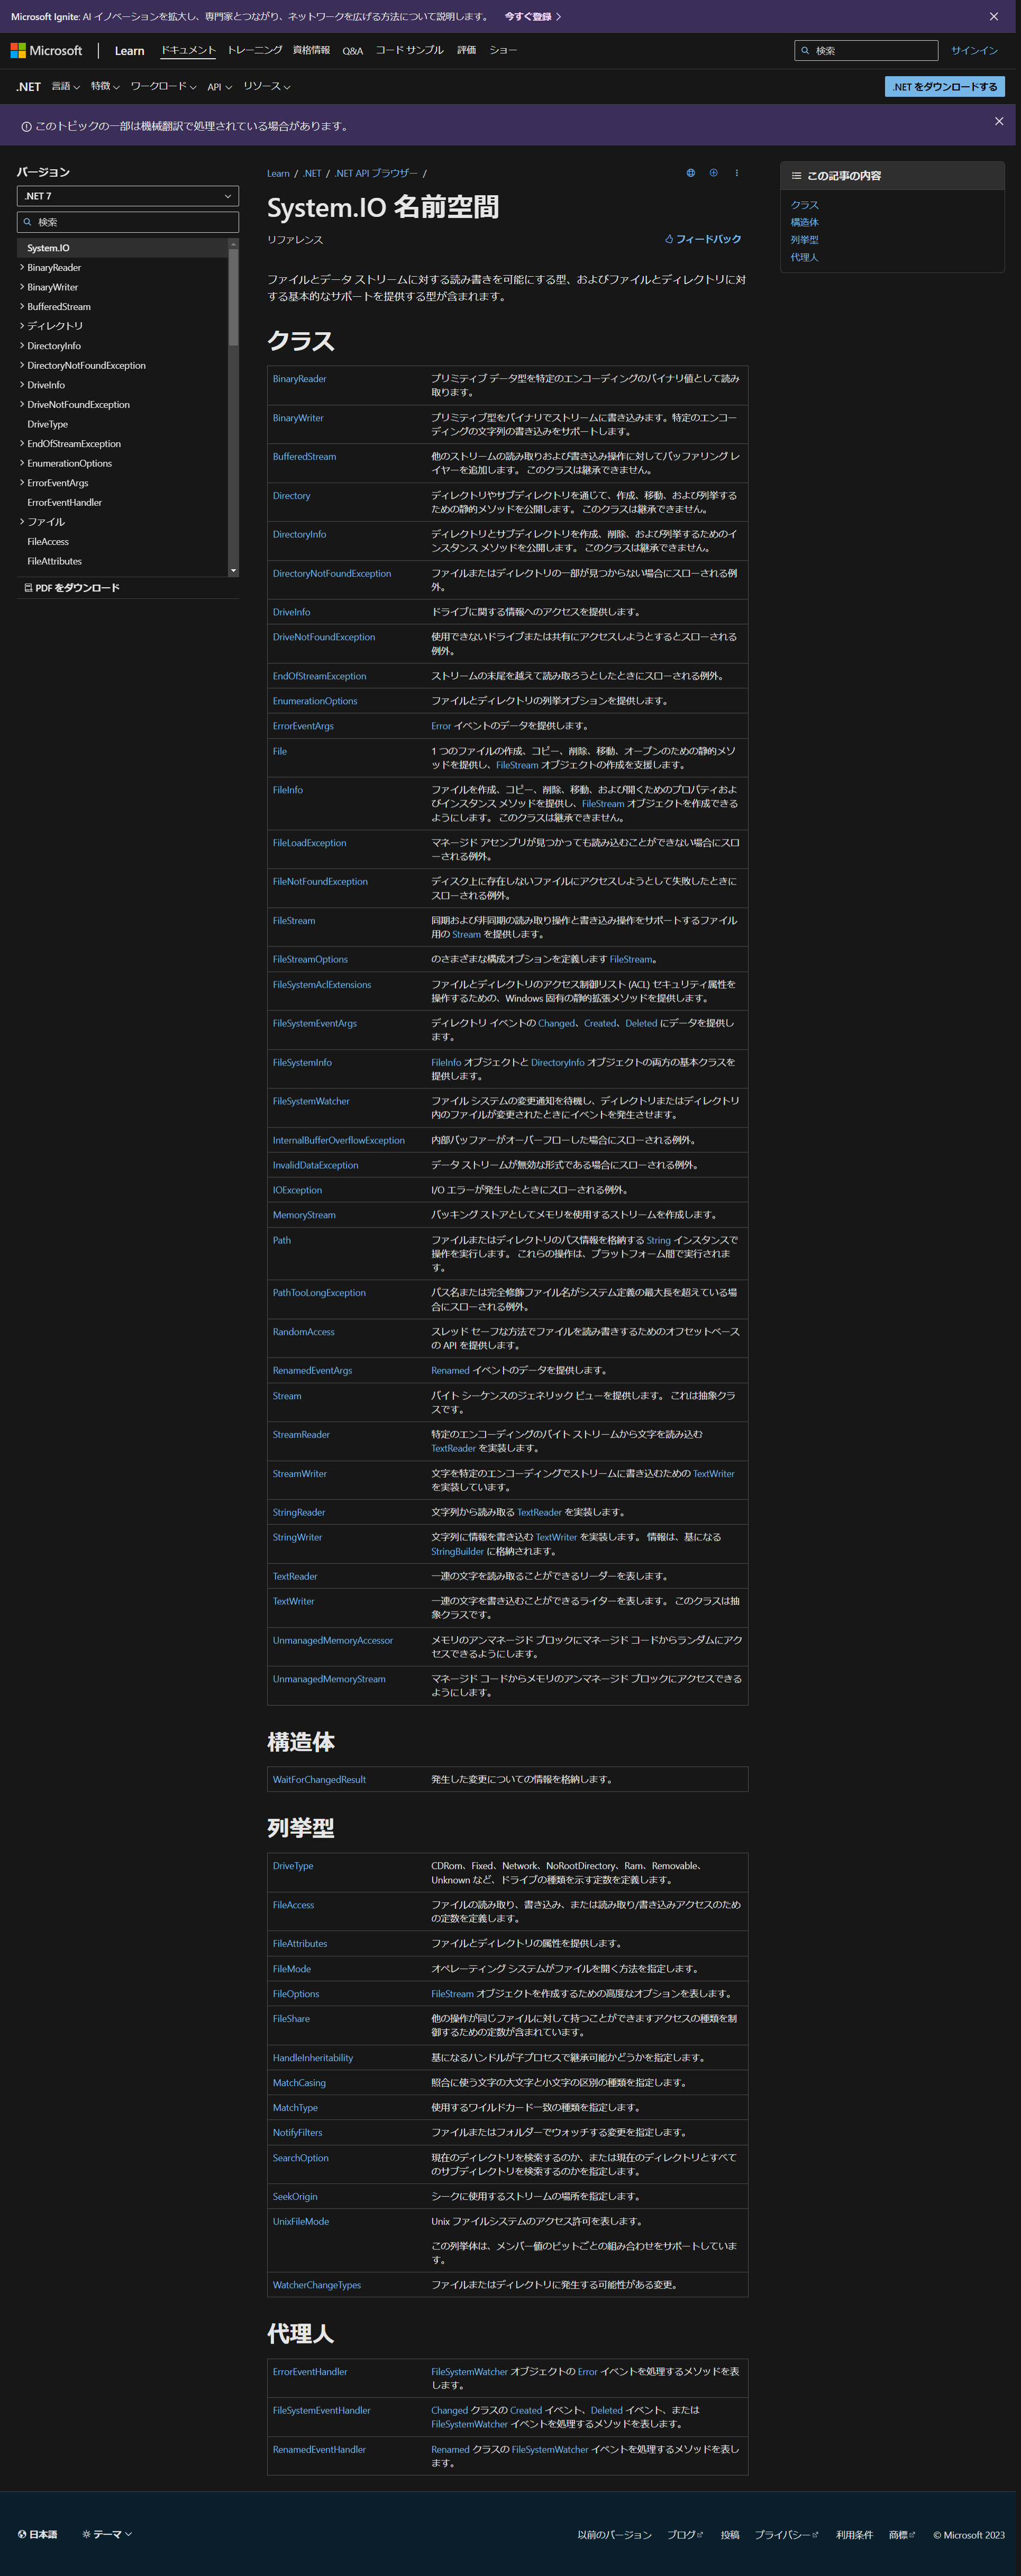 Microsoft Ignite: AI イノベーションを拡大し、専門家とつながり、ネットワークを広げる方法について説明します。 今すぐ登録
Microsoft Learn ドキュメント トレーニング 資格情報 Q&A コード サンプル 評価 ショー 検索 サインイン
.NET 言語 特徴 ワークロード API リソース .NET をダウンロードする
このトピックの一部は機械翻訳で処理されている場合があります。
バージョン
.NET 7
検索
System.IO
BinaryReader
BinaryWriter
BufferedStream
ディレクトリ
DirectoryInfo
DirectoryNotFoundException
DriveInfo
DriveNotFoundException
DriveType
EndOfStreamException
EnumerationOptions
ErrorEventArgs
ErrorEventHandler
ファイル
FileAccess
FileAttributes
PDF をダウンロード
Learn / .NET / .NET API ブラウザー /
System.IO 名前空間
リファレンス
フィードバック
この記事の内容
クラス
構造体
列挙型
代理人
ファイルとデータ ストリームに対する読み書きを可能にする型、およびファイルとディレクトリに対
する基本的なサポートを提供する型が含まれます。
クラス
BinaryReader プリミティブ データ型を特定のエンコーディングのバイナリ値として読み
取ります。
BinaryWriter プリミティブ型をバイナリでストリームに書き込みます。特定のエンコー
ディングの文字列の書き込みをサポートします。
BufferedStream 他のストリームの読み取りおよび書き込み操作に対してバッファリング レ
イヤーを追加します。 このクラスは継承できません。
Directory ディレクトリやサブディレクトリを通じて、作成、移動、および列挙する
ための静的メソッドを公開します。 このクラスは継承できません。
DirectoryInfo ディレクトリとサブディレクトリを作成、削除、および列挙するためのイ
ンスタンス メソッドを公開します。 このクラスは継承できません。
DirectoryNotFoundException ファイルまたはディレクトリの一部が見つからない場合にスローされる例
外。
DriveInfo ドライブに関する情報へのアクセスを提供します。
DriveNotFoundException 使用できないドライブまたは共有にアクセスしようとするとスローされる
例外。
EndOfStreamException ストリームの末尾を越えて読み取ろうとしたときにスローされる例外。
EnumerationOptions ファイルとディレクトリの列挙オプションを提供します。
ErrorEventArgs Error イベントのデータを提供します。
File 1 つのファイルの作成、コピー、削除、移動、オープンのための静的メソ
ッドを提供し、FileStream オブジェクトの作成を支援します。
FileInfo ファイルを作成、コピー、削除、移動、および開くためのプロパティおよ
びインスタンス メソッドを提供し、FileStream オブジェクトを作成できる
ようにします。 このクラスは継承できません。
FileLoadException マネージド アセンブリが見つかっても読み込むことができない場合にスロ
ーされる例外。
FileNotFoundException ディスク上に存在しないファイルにアクセスしようとして失敗したときに
スローされる例外。
FileStream 同期および非同期の読み取り操作と書き込み操作をサポートするファイル
用の Stream を提供します。
FileStreamOptions のさまざまな構成オプションを定義します FileStream。
FileSystemAclExtensions ファイルとディレクトリのアクセス制御リスト (ACL) セキュリティ属性を
操作するための、Windows 固有の静的拡張メソッドを提供します。
FileSystemEventArgs ディレクトリ イベントの Changed、Created、Deleted にデータを提供し
ます。
FileSystemInfo FileInfo オブジェクトと DirectoryInfo オブジェクトの両方の基本クラスを
提供します。
FileSystemWatcher ファイル システムの変更通知を待機し、ディレクトリまたはディレクトリ
内のファイルが変更されたときにイベントを発生させます。
InternalBufferOverflowException 内部バッファーがオーバーフローした場合にスローされる例外。
InvalidDataException データ ストリームが無効な形式である場合にスローされる例外。
IOException I/O エラーが発生したときにスローされる例外。
MemoryStream バッキング ストアとしてメモリを使用するストリームを作成します。
Path ファイルまたはディレクトリのパス情報を格納する String インスタンスで
操作を実行します。 これらの操作は、プラットフォーム間で実行されま
す。
PathTooLongException パス名または完全修飾ファイル名がシステム定義の最大長を超えている場
合にスローされる例外。
RandomAccess スレッド セーフな方法でファイルを読み書きするためのオフセットベース
の API を提供します。
RenamedEventArgs Renamed イベントのデータを提供します。
Stream バイト シーケンスのジェネリック ビューを提供します。 これは抽象クラ
スです。
StreamReader 特定のエンコーディングのバイト ストリームから文字を読み込む
TextReader を実装します。
StreamWriter 文字を特定のエンコーディングでストリームに書き込むための TextWriter
を実装しています。
StringReader 文字列から読み取る TextReader を実装します。
StringWriter 文字列に情報を書き込む TextWriter を実装します。 情報は、基になる
StringBuilder に格納されます。
TextReader 一連の文字を読み取ることができるリーダーを表します。
TextWriter 一連の文字を書き込むことができるライターを表します。 このクラスは抽
象クラスです。
UnmanagedMemoryAccessor メモリのアンマネージド ブロックにマネージド コードからランダムにアク
セスできるようにします。
UnmanagedMemoryStream マネージド コードからメモリのアンマネージド ブロックにアクセスできる
ようにします。
構造体
WaitForChangedResult 発生した変更についての情報を格納します。
列挙型
DriveType CDRom、Fixed、Network、NoRootDirectory、Ram、Removable、
Unknown など、ドライブの種類を示す定数を定義します。
FileAccess ファイルの読み取り、書き込み、または読み取り/書き込みアクセスのため
の定数を定義します。
FileAttributes ファイルとディレクトリの属性を提供します。
FileMode オペレーティング システムがファイルを開く方法を指定します。
FileOptions FileStream オブジェクトを作成するための高度なオプションを表します。
FileShare 他の操作が同じファイルに対して持つことができますアクセスの種類を制
御するための定数が含まれています。
HandleInheritability 基になるハンドルが子プロセスで継承可能かどうかを指定します。
MatchCasing 照合に使う文字の大文字と小文字の区別の種類を指定します。
MatchType 使用するワイルドカード一致の種類を指定します。
NotifyFilters ファイルまたはフォルダーでウォッチする変更を指定します。
SearchOption 現在のディレクトリを検索するのか、または現在のディレクトリとすべて
のサブディレクトリを検索するのかを指定します。
SeekOrigin シークに使用するストリームの場所を指定します。
UnixFileMode Unix ファイルシステムのアクセス許可を表します。
この列挙体は、メンバー値のビットごとの組み合わせをサポートしていま
す。
WatcherChangeTypes ファイルまたはディレクトリに発生する可能性がある変更。
代理人
ErrorEventHandler FileSystemWatcher オブジェクトの Error イベントを処理するメソッドを表
します。
FileSystemEventHandler Changed クラスの Created イベント、Deleted イベント、または
FileSystemWatcher イベントを処理するメソッドを表します。
RenamedEventHandler Renamed クラスの FileSystemWatcher イベントを処理するメソッドを表し
ます。
日本語 テーマ 以前のバージョン ブログ 投稿 プライバシー 利用条件 商標 © Microsoft 2023